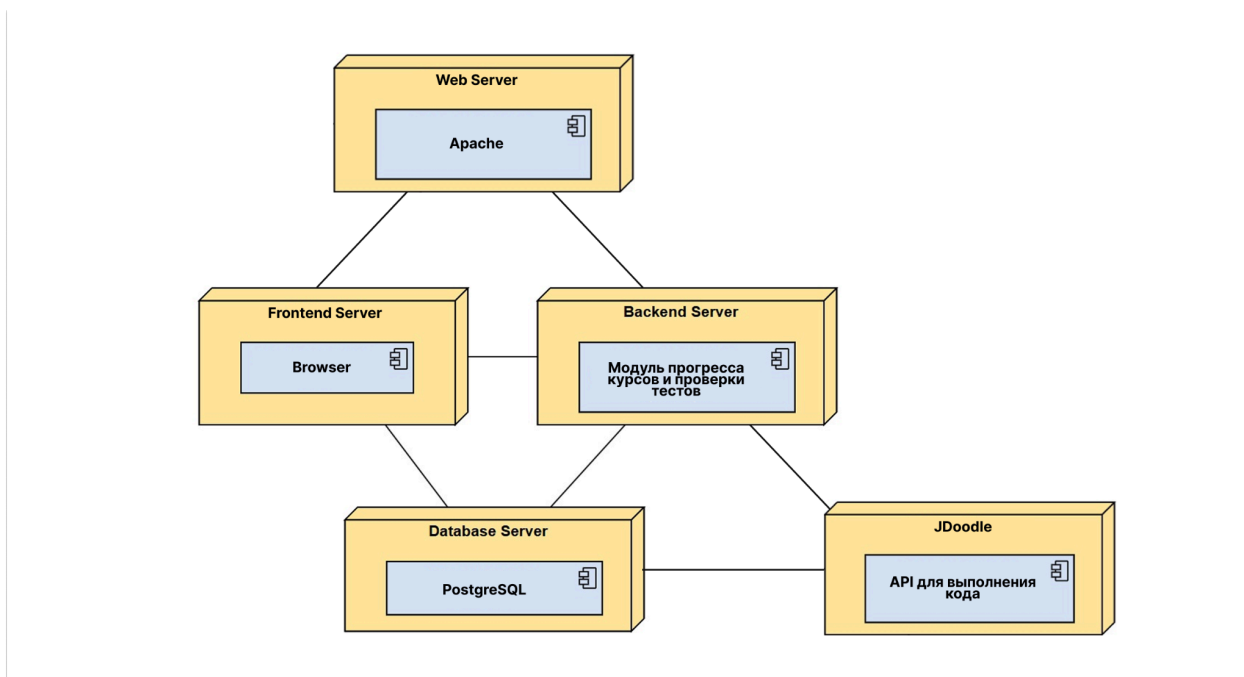 Web Server
Apache
Frontend Server
Browser
Backend Server
Модуль прогресса
курсов и проверки
тестов
Database Server
PostgreSQL
JDoodle
API для выполнения
кода